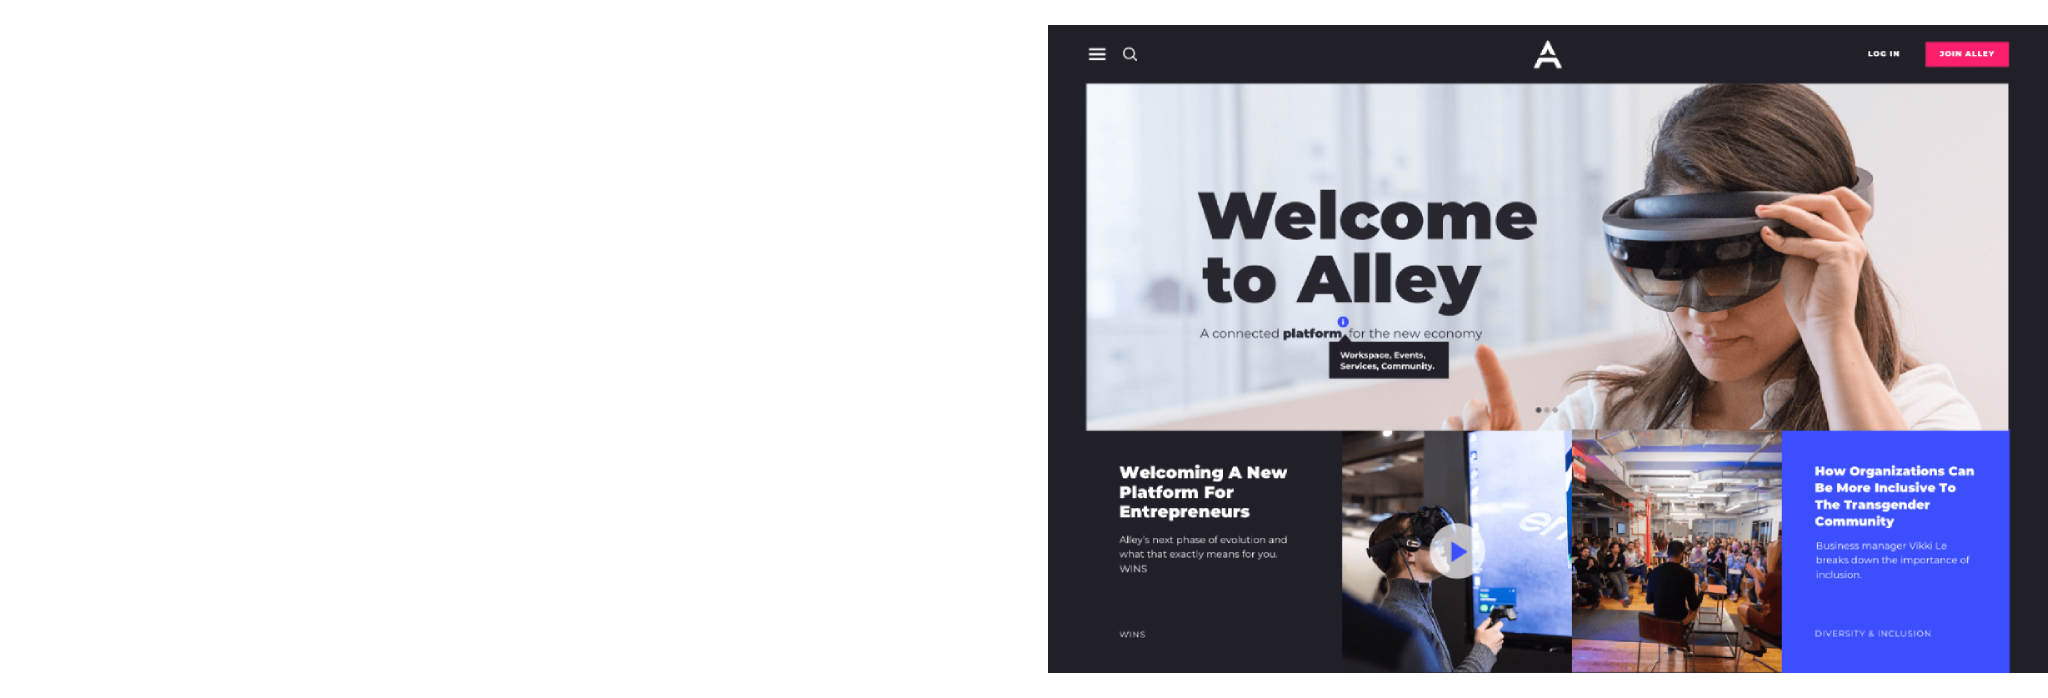 LOG IN
JOIN ALLEY
Welcome
to Alley
A connected platform for the new economy
Workspace, Events,
Services, Community.
Welcoming A New
Platform For
Entrepreneurs
Alley's next phase of evolution and
what that exactly means for you.
WINS
WINS
How Organizations Can
Be More Inclusive To
The Transgender
Community
Business manager Vikki Le
breaks down the importance of
inclusion.
DIVERSITY & INCLUSION